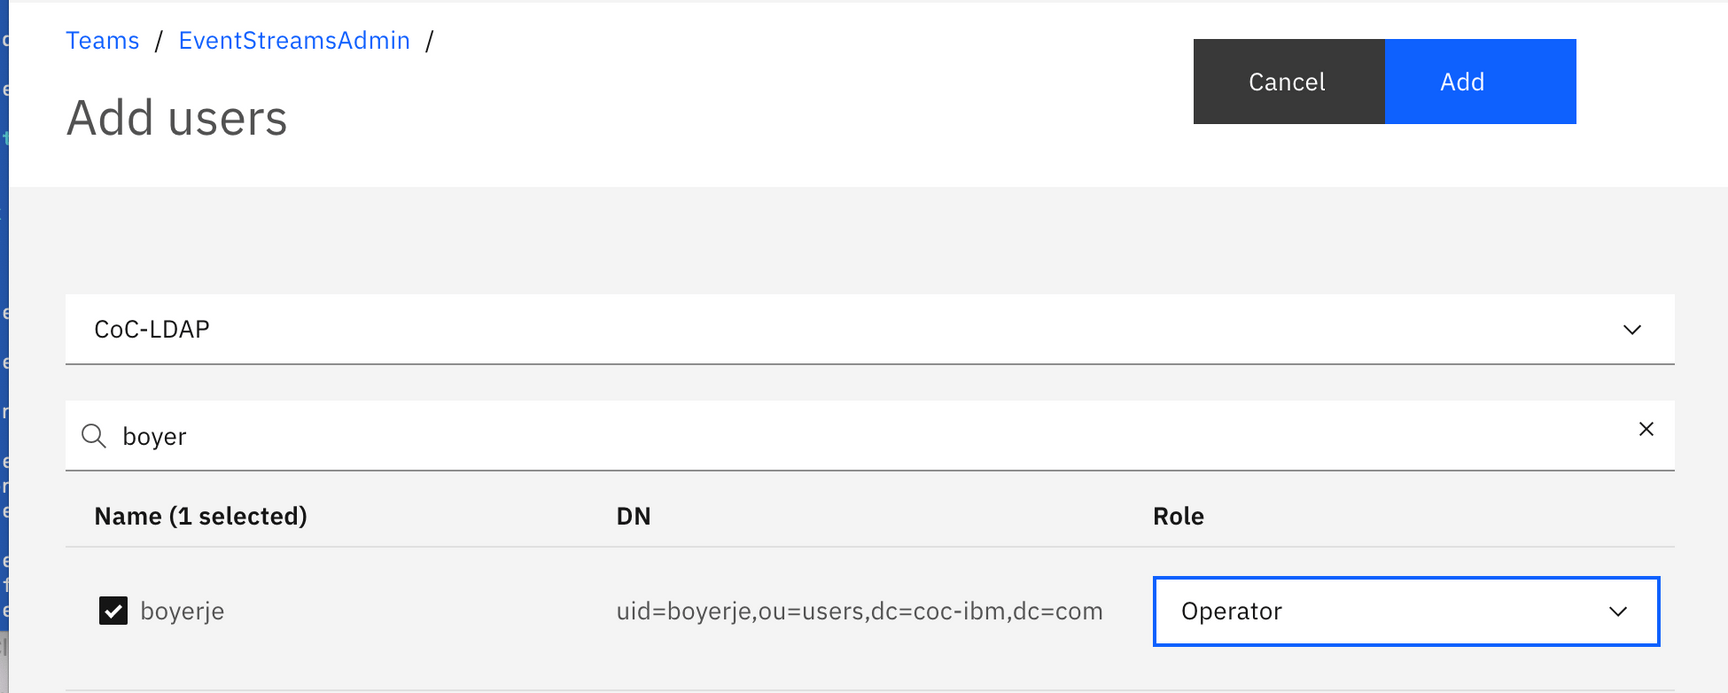 Teams / EventStreamsAdmin /
Cancel
Add
Add users
CoC-LDAP
boyer
Name (1 selected) DN Role
boyerje uid=boyerje,ou=users,dc=coc-ibm,dc=com Operator